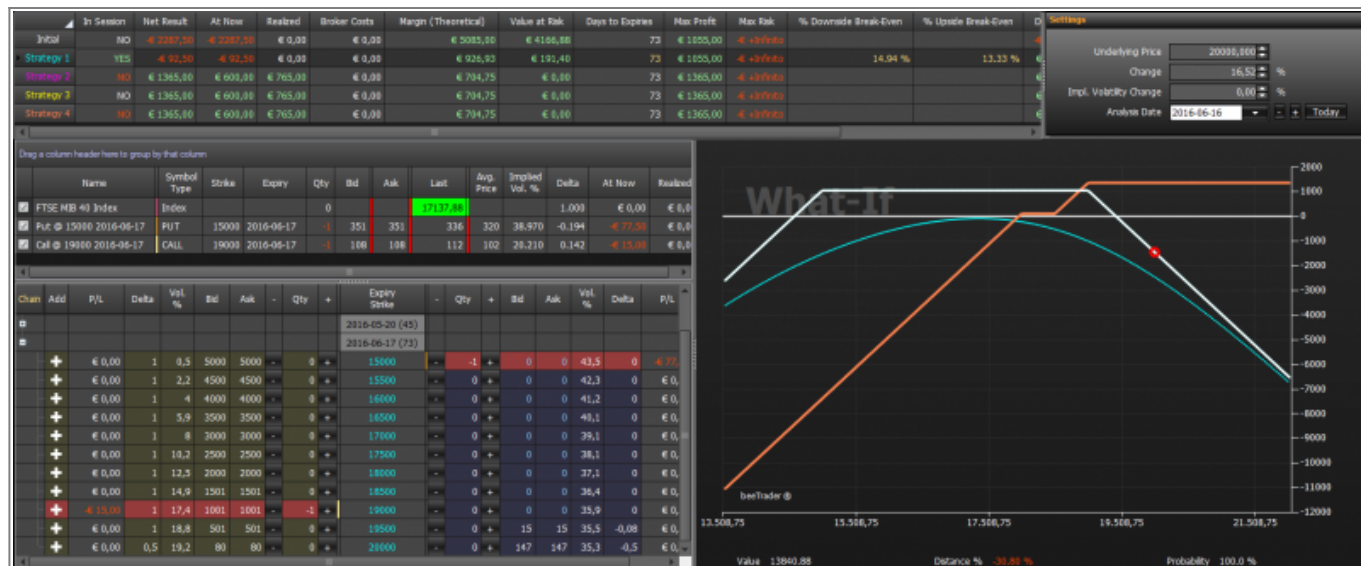 In Session Net Result At Now Realized Broker Costs Margin (Theoretical) Value at Risk Days to Expiries Max Profit Max Risk % Downside Break-Even % Upside Break-Even Settings
Initial NO -€ 2287,50 -€ 2287,50 € 0,00 € 0,00 € 5085,00 € 4166,88 73 € 1055,00 -€ +Infinito
Strategy 1 YES -€ 92,50 -€ 92,50 € 0,00 € 0,00 € 926,93 € 191,40 73 € 1055,00 -€ +Infinito 14.94 % 13.33 %
Strategy 2 NO € 1365,00 € 600,00 € 765,00 € 0,00 € 704,75 € 0,00 73 € 1365,00 -€ +Infinito
Strategy 3 NO € 1365,00 € 600,00 € 765,00 € 0,00 € 704,75 € 0,00 73 € 1365,00 -€ +Infinito
Strategy 4 NO € 1365,00 € 600,00 € 765,00 € 0,00 € 704,75 € 0,00 73 € 1365,00 -€ +Infinito
Underlying Price 20000,000
Change 16,52 %
Impl. Volatility Change 0,00 %
Analysis Date 2016-06-16 - + Today
Drag a column header here to group by that column
Name Symbol Type Strike Expiry Qty Bid Ask Last Avg. Price Implied Vol. % Delta At Now Realized
FTSE MIB 40 Index Index 0 17137.88 1.000 € 0,00 € 0,0
Put @ 15000 2016-06-17 PUT 15000 2016-06-17 -1 351 351 336 320 38.970 -0.194 -€ 77,50 € 0,0
Call @ 19000 2016-06-17 CALL 19000 2016-06-17 -1 108 108 112 102 20.210 0.142 -€ 15,00 € 0,0
Chain Add P/L Delta Vol. % Bid Ask - Qty + Expiry Strike - Qty + Bid Ask Vol. % Delta P/L
2016-05-20 (45)
2016-06-17 (73)
€ 0,00 1 0,5 5000 5000 - 0 + 15000 - -1 + 0 0 43,5 0 -€ 77,
€ 0,00 1 2,2 4500 4500 - 0 + 15500 - 0 + 0 0 42,3 0 € 0,
€ 0,00 1 4 4000 4000 - 0 + 16000 - 0 + 0 0 41,2 0 € 0,
€ 0,00 1 5,9 3500 3500 - 0 + 16500 - 0 + 0 0 40,1 0 € 0,
€ 0,00 1 8 3000 3000 - 0 + 17000 - 0 + 0 0 39,1 0 € 0,
€ 0,00 1 10,2 2500 2500 - 0 + 17500 - 0 + 0 0 38,1 0 € 0,
€ 0,00 1 12,5 2000 2000 - 0 + 18000 - 0 + 0 0 37,1 0 € 0,
€ 0,00 1 14,9 1501 1501 - 0 + 18500 - 0 + 0 0 36,4 0 € 0,
-€ 15,00 1 17,4 1001 1001 - -1 + 19000 - 0 + 0 0 35,9 0 € 0,
€ 0,00 1 18,8 501 501 - 0 + 19500 - 0 + 15 15 35,5 -0,08 € 0,
€ 0,00 0,5 19,2 80 80 - 0 + 20000 - 0 + 147 147 35,3 -0,5 € 0,
What-If
2000
1000
0
-1000
-2000
-3000
-4000
-5000
-6000
-7000
-8000
-9000
-10000
-11000
-12000
beeTrader ®
13.508,75 15.508,75 17.508,75 19.508,75 21.508,75
Value 13840.88 Distance % -30.80 % Probability 100.0 %